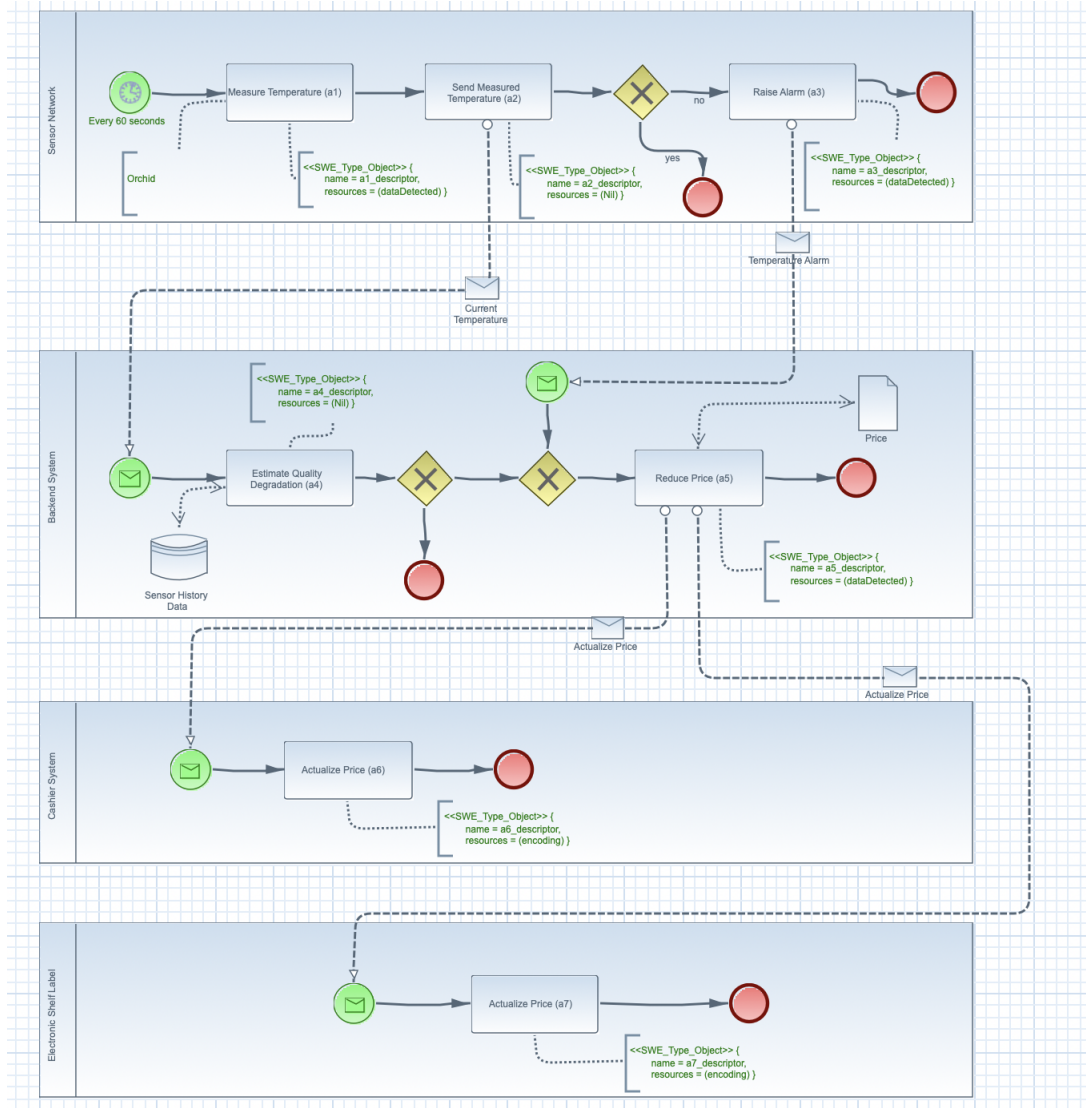 Sensor Network
Every 60 seconds
Measure Temperature (a1)
Send Measured
Temperature (a2)
no
yes
Raise Alarm (a3)
Orchid
<<SWE_Type_Object>> {
name = a1_descriptor,
resources = (dataDetected) }
<<SWE_Type_Object>> {
name = a2_descriptor,
resources = (Nil) }
<<SWE_Type_Object>> {
name = a3_descriptor,
resources = (dataDetected) }
Temperature Alarm
Current
Temperature
Backend System
<<SWE_Type_Object>> {
name = a4_descriptor,
resources = (Nil) }
Price
Estimate Quality
Degradation (a4)
Reduce Price (a5)
<<SWE_Type_Object>> {
name = a5_descriptor,
resources = (dataDetected) }
Sensor History
Data
Actualize Price
Actualize Price
Cashier System
Actualize Price (a6)
<<SWE_Type_Object>> {
name = a6_descriptor,
resources = (encoding) }
Electronic Shelf Label
Actualize Price (a7)
<<SWE_Type_Object>> {
name = a7_descriptor,
resources = (encoding) }